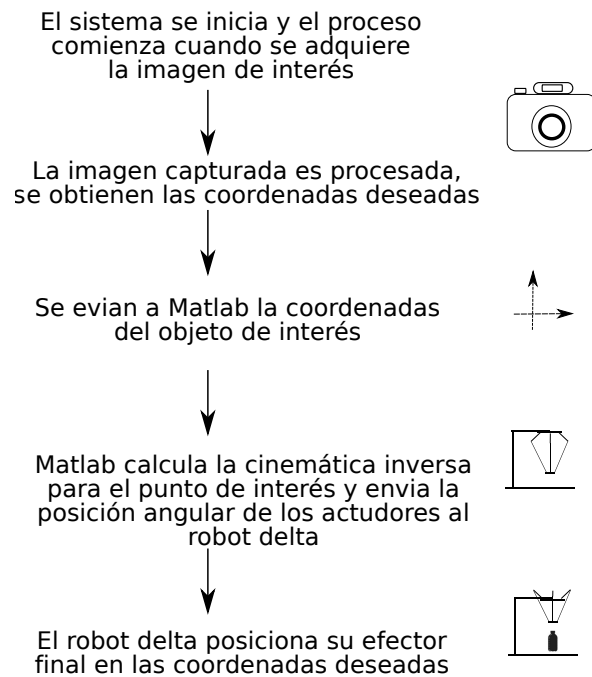 El sistema se inicia y el proceso
comienza cuando se adquiere
la imagen de interés
La imagen capturada es procesada,
se obtienen las coordenadas deseadas
Se evian a Matlab la coordenadas
del objeto de interés
Matlab calcula la cinemática inversa
para el punto de interés y envia la
posición angular de los actudores al
robot delta
El robot delta posiciona su efector
final en las coordenadas deseadas